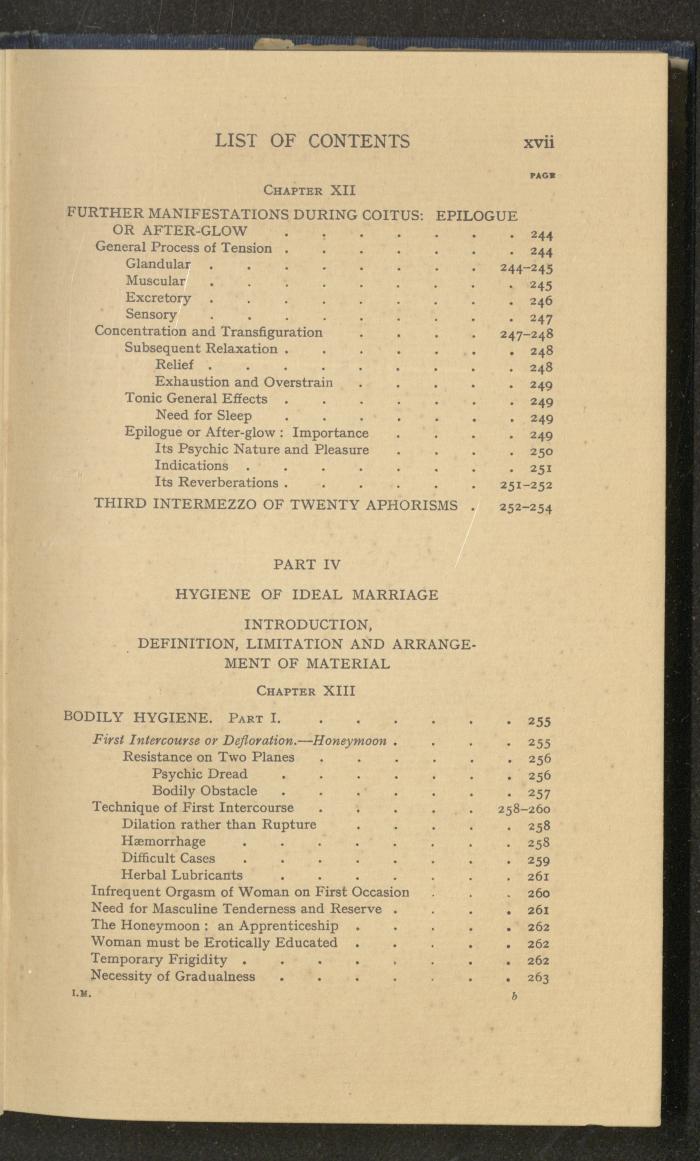 LIST OF CONTENTS xvii
PAGE
CHAPTER XII
FURTHER MANIFESTATIONS DURING COITUS: EPILOGUE
OR AFTER-GLOW . . . . . . . 244
General Process of Tension . . . . . . . 244
Glandular . . . . . . . . 244–245
Muscular . . . . . . . . 245
Excretory . . . . . . . . 246
Sensory . . . . . . . . 247
Concentration and Transfiguration . . . . 247–248
Subsequent Relaxation . . . . . . . 248
Relief . . . . . . . . . 248
Exhaustion and Overstrain . . . . . 249
Tonic General Effects . . . . . . . 249
Need for Sleep . . . . . . . 249
Epilogue or After-glow : Importance . . . . 249
Its Psychic Nature and Pleasure . . . . 250
Indications . . . . . . . . 251
Its Reverberations . . . . . . 251–252
THIRD INTERMEZZO OF TWENTY APHORISMS . 252–254
PART IV
HYGIENE OF IDEAL MARRIAGE
INTRODUCTION,
DEFINITION, LIMITATION AND ARRANGE-
MENT OF MATERIAL
CHAPTER XIII
BODILY HYGIENE. PART I. . . . . . . 255
First Intercourse or Defloration.—Honeymoon . . . . 255
Resistance on Two Planes . . . . . . 256
Psychic Dread . . . . . . . 256
Bodily Obstacle . . . . . . . 257
Technique of First Intercourse . . . . . 258–260
Dilation rather than Rupture . . . . . 258
Hæmorrhage . . . . . . . . 258
Difficult Cases . . . . . . . . 259
Herbal Lubricants . . . . . . . 261
Infrequent Orgasm of Woman on First Occasion . . . 260
Need for Masculine Tenderness and Reserve . . . . 261
The Honeymoon : an Apprenticeship . . . . . 262
Woman must be Erotically Educated . . . . . 262
Temporary Frigidity . . . . . . . . 262
Necessity of Gradualness . . . . . . . 263
I.M. b